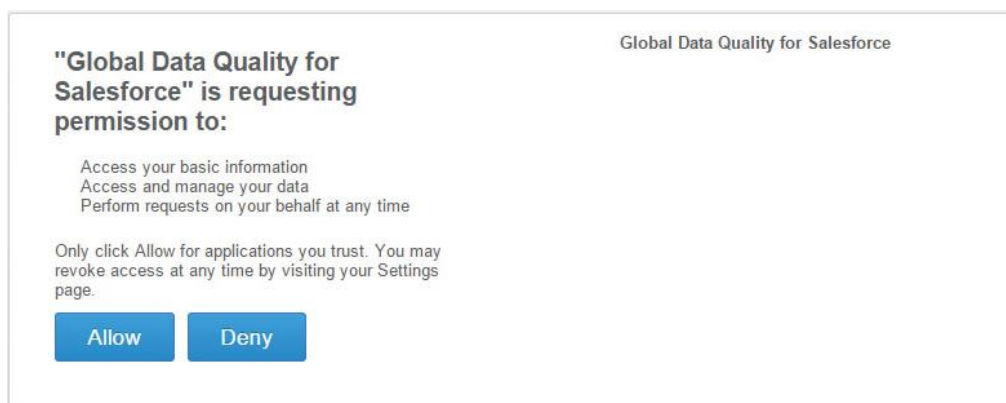 "Global Data Quality for
Salesforce" is requesting
permission to:
Access your basic information
Access and manage your data
Perform requests on your behalf at any time
Only click Allow for applications you trust. You may
revoke access at any time by visiting your Settings
page.
Allow
Deny
Global Data Quality for Salesforce